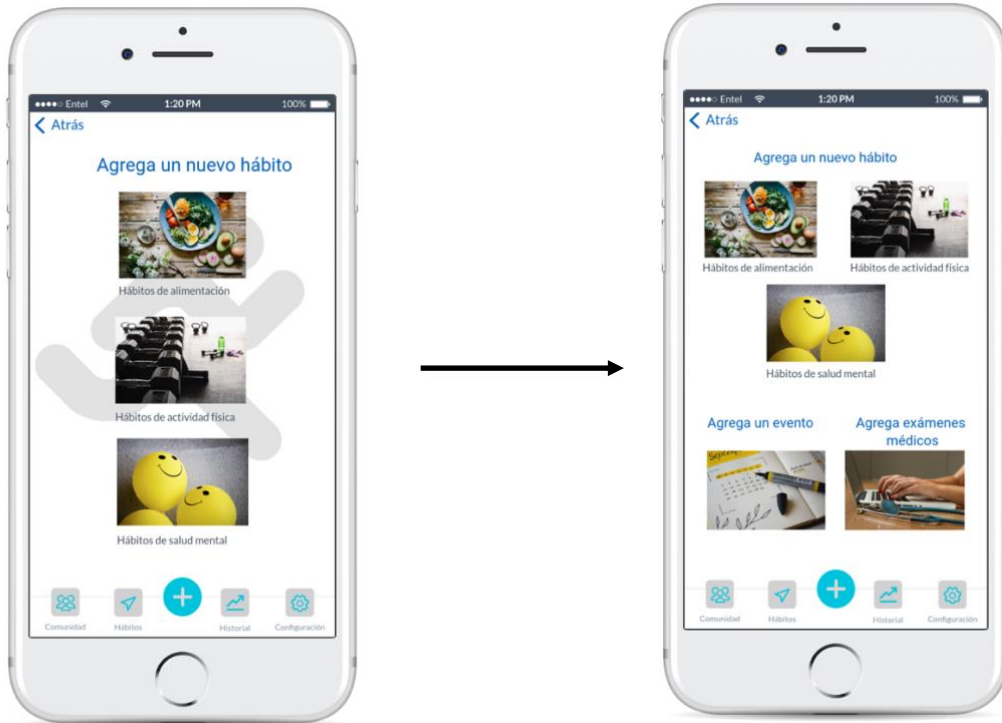 Entel 1:20 PM 100%
Atrás
Agrega un nuevo hábito
Hábitos de alimentación
Hábitos de actividad física
Hábitos de salud mental
Comunidad Hábitos Historial Configuración
Entel 1:20 PM 100%
Atrás
Agrega un nuevo hábito
Hábitos de alimentación Hábitos de actividad física
Hábitos de salud mental
Agrega un evento Agrega exámenes
médicos
Comunidad Hábitos Historial Configuración